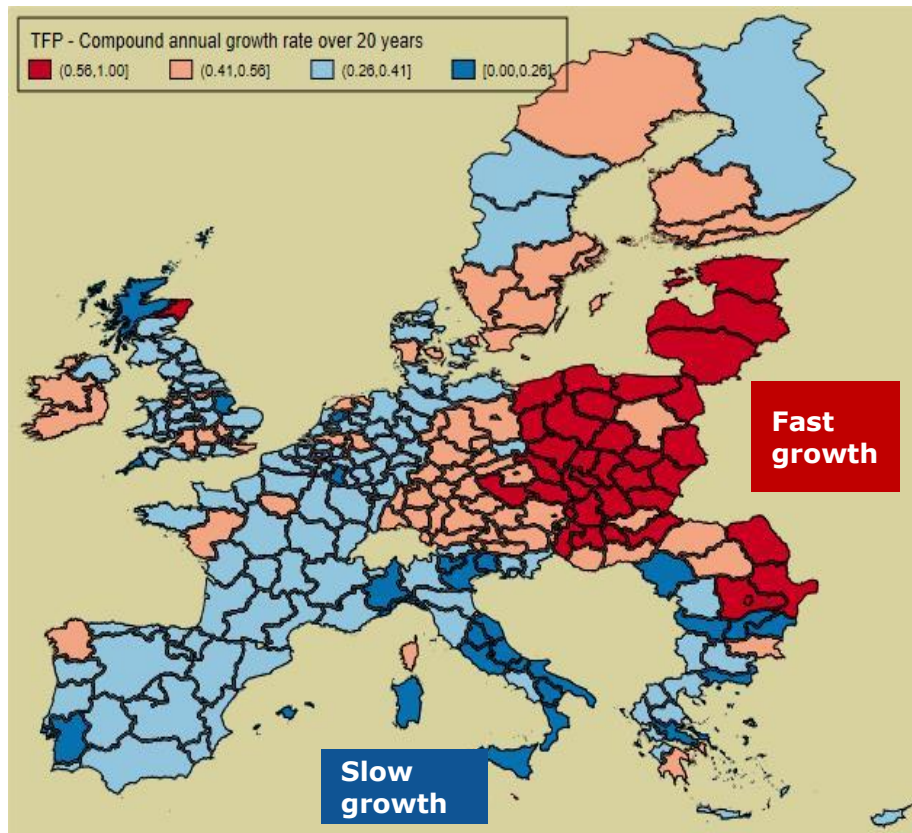 TFP - Compound annual growth rate over 20 years
(0.56,1.00] (0.41,0.56] (0.26,0.41] [0.00,0.26]
Fast
growth
Slow
growth